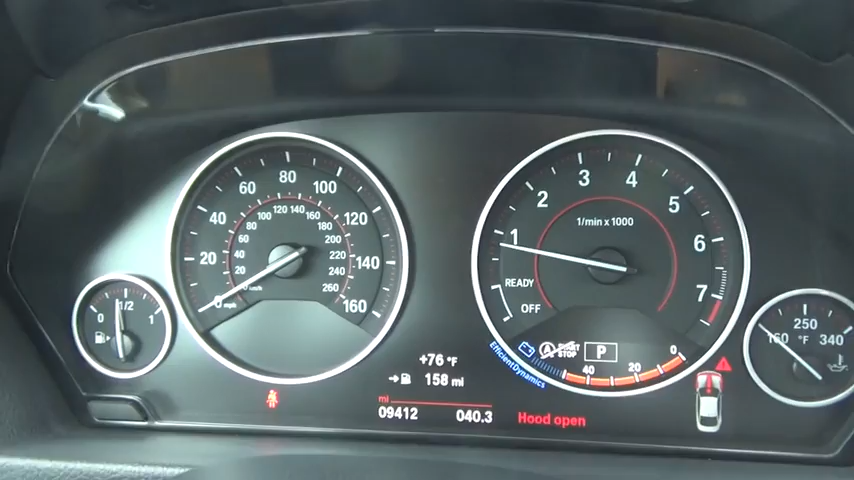 0 1/2 1
0 20 40 60 80 100 120 140 160
mph
0 20 40 60 80 100 120 140 160 180 200 220 240 260
km/h
1 2 3 4 5 6 7
1/min x 1000
READY
OFF
START
STOP
A
P
40 20 0
EfficientDynamics
160 250 340
°F
+76 °F
158 mi
mi
09412 040.3
Hood open